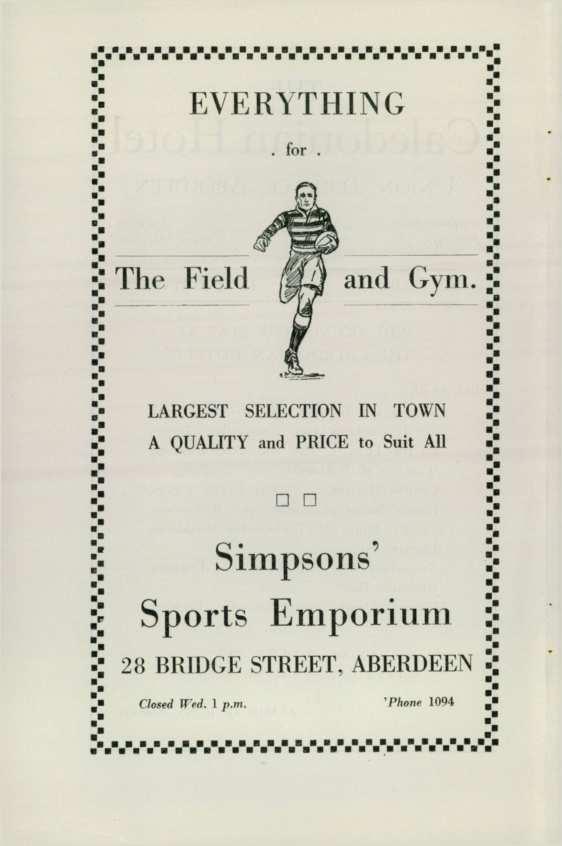 EVERYTHING
. for .
The Field and Gym.
LARGEST SELECTION IN TOWN
A QUALITY and PRICE to Suit All
Simpsons'
Sports Emporium
28 BRIDGE STREET, ABERDEEN
Closed Wed. 1 p.m. 'Phone 1094